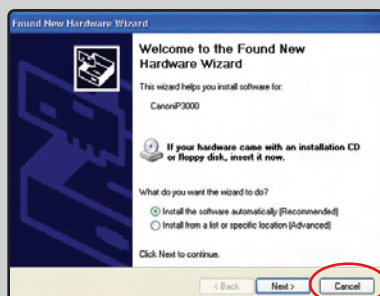 Found New Hardware Wizard
Welcome to the Found New
Hardware Wizard
This wizard helps you install software for:
CanoniP3000
If your hardware came with an installation CD
or floppy disk, insert it now.
What do you want the wizard to do?
Install the software automatically (Recommended)
Install from a list or specific location (Advanced)
Click Next to continue.
< Back Next > Cancel